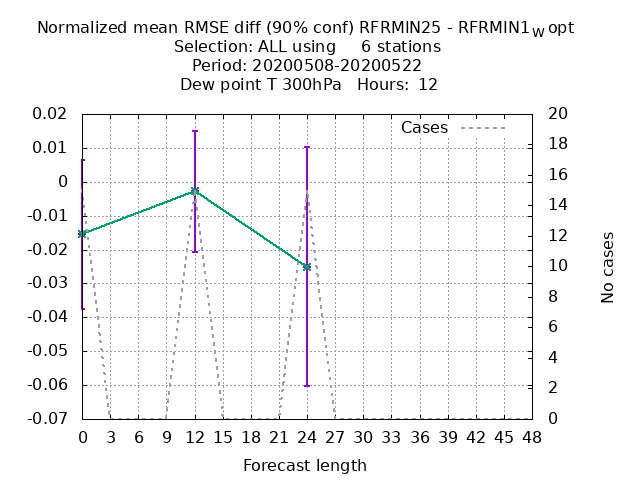 Normalized mean RMSE diff (90% conf) RFRMIN25 - RFRMIN1wopt
Selection: ALL using 6 stations
Period: 20200508-20200522
Dew point T 300hPa Hours: 12
Cases
0.02
0.01
0
-0.01
-0.02
-0.03
-0.04
-0.05
-0.06
-0.07
20
18
16
14
12
10
8
6
4
2
0
No cases
0 3 6 9 12 15 18 21 24 27 30 33 36 39 42 45 48
Forecast length